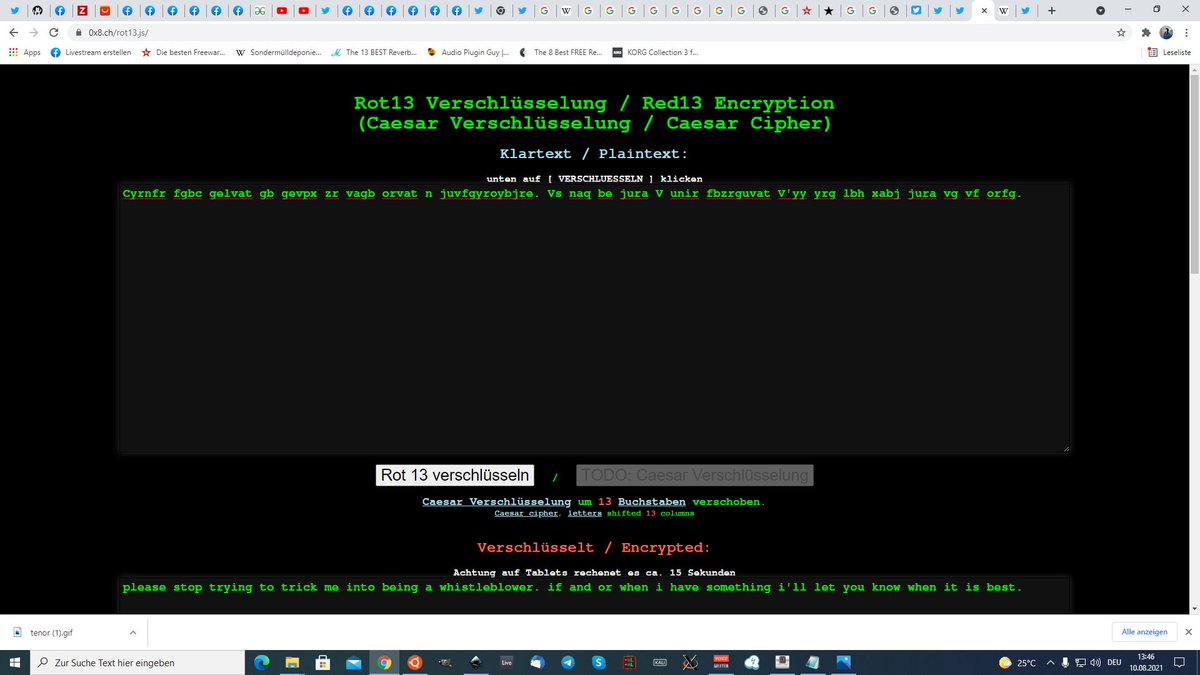 0x8.ch/rot13.js/
Apps Livestream erstellen Die besten Freewar... Sondermülldeponie... The 13 BEST Reverb... Audio Plugin Guy |... The 8 Best FREE Re... KORG Collection 3 f... Leseliste
Rot13 Verschlüsselung / Red13 Encryption
(Caesar Verschlüsselung / Caesar Cipher)
Klartext / Plaintext:
unten auf [ VERSCHLUESSELN ] klicken
Cyrnfr fgbc gelvat gb gevpx zr vagb orvat n juvfgyroybjre. Vs naq be jura V unir fbzrguvat V'yy yrg lbh xabj jura vg vf orfg.
Rot 13 verschlüsseln / TODO: Caesar Verschlüsselung
Caesar Verschlüsselung um 13 Buchstaben verschoben.
Caesar cipher, letters shifted 13 columns
Verschlüsselt / Encrypted:
Achtung auf Tablets rechenet es ca. 15 Sekunden
please stop trying to trick me into being a whistleblower. if and or when i have something i'll let you know when it is best.
tenor (1).gif Alle anzeigen
Zur Suche Text hier eingeben Live KALI 25°C DEU 13:46
10.08.2021